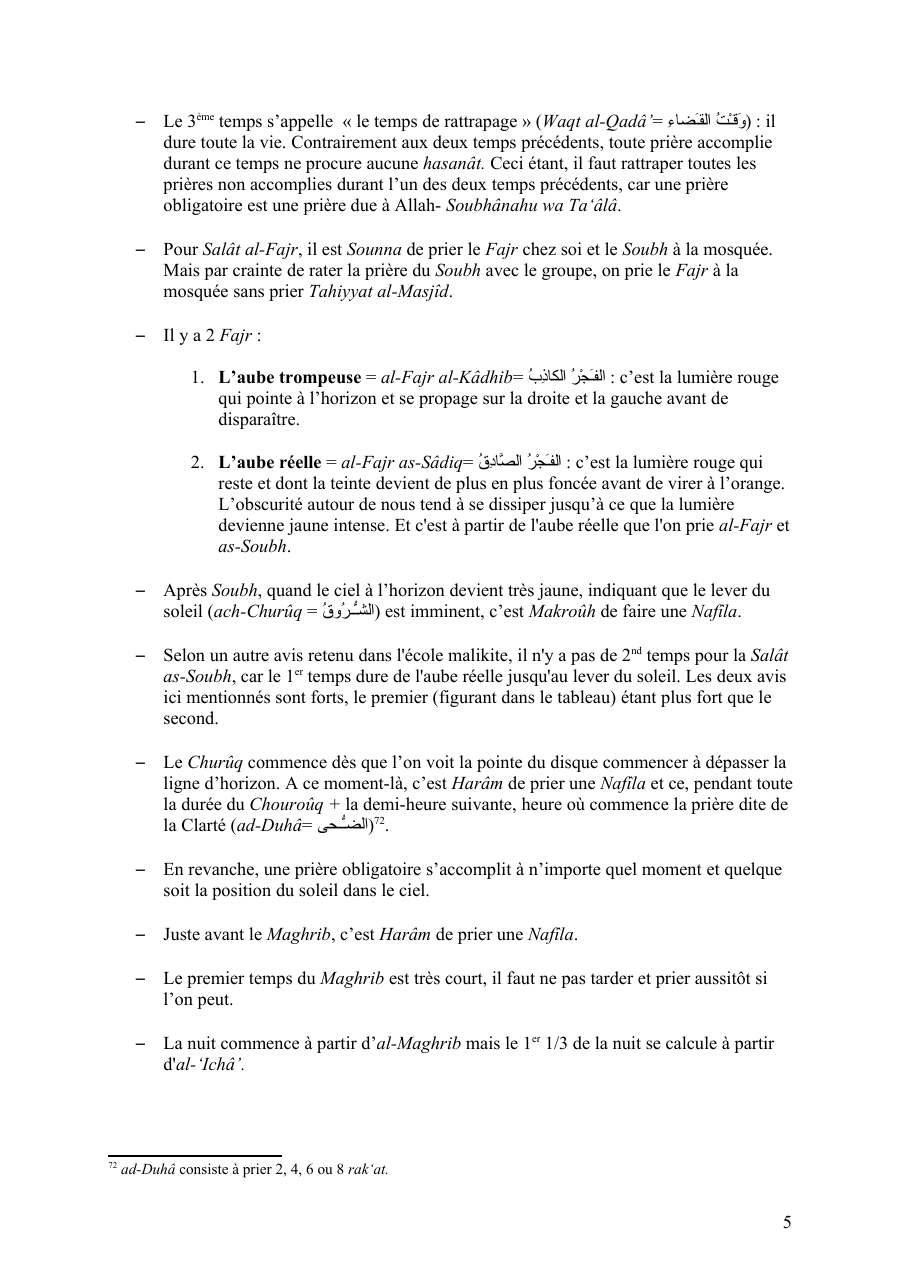 – Le 3ème temps s’appelle « le temps de rattrapage » (Waqt al-Qadâ’= وَقـْتُ القـَضاءِ) : il
dure toute la vie. Contrairement aux deux temps précédents, toute prière accomplie
durant ce temps ne procure aucune hasanât. Ceci étant, il faut rattraper toutes les
prières non accomplies durant l’un des deux temps précédents, car une prière
obligatoire est une prière due à Allah- Soubhânahu wa Ta‘âlâ.
– Pour Salât al-Fajr, il est Sounna de prier le Fajr chez soi et le Soubh à la mosquée.
Mais par crainte de rater la prière du Soubh avec le groupe, on prie le Fajr à la
mosquée sans prier Tahiyyat al-Masjîd.
– Il y a 2 Fajr :
1. L’aube trompeuse = al-Fajr al-Kâdhib= الفـَجْرُ الكاذِبُ : c’est la lumière rouge
qui pointe à l’horizon et se propage sur la droite et la gauche avant de
disparaître.
2. L’aube réelle = al-Fajr as-Sâdiq= الفـَجْرُ الصَّادِقُ : c’est la lumière rouge qui
reste et dont la teinte devient de plus en plus foncée avant de virer à l’orange.
L’obscurité autour de nous tend à se dissiper jusqu’à ce que la lumière
devienne jaune intense. Et c'est à partir de l'aube réelle que l'on prie al-Fajr et
as-Soubh.
– Après Soubh, quand le ciel à l’horizon devient très jaune, indiquant que le lever du
soleil (ach-Churûq = الشـُّرُوقُ) est imminent, c’est Makroûh de faire une Nafîla.
– Selon un autre avis retenu dans l'école malikite, il n'y a pas de 2nd temps pour la Salât
as-Soubh, car le 1er temps dure de l'aube réelle jusqu'au lever du soleil. Les deux avis
ici mentionnés sont forts, le premier (figurant dans le tableau) étant plus fort que le
second.
– Le Churûq commence dès que l’on voit la pointe du disque commencer à dépasser la
ligne d’horizon. A ce moment-là, c’est Harâm de prier une Nafîla et ce, pendant toute
la durée du Chouroûq + la demi-heure suivante, heure où commence la prière dite de
la Clarté (ad-Duhâ= الضـُّحى)72.
– En revanche, une prière obligatoire s’accomplit à n’importe quel moment et quelque
soit la position du soleil dans le ciel.
– Juste avant le Maghrib, c’est Harâm de prier une Nafîla.
– Le premier temps du Maghrib est très court, il faut ne pas tarder et prier aussitôt si
l’on peut.
– La nuit commence à partir d’al-Maghrib mais le 1er 1/3 de la nuit se calcule à partir
d'al-‘Ichâ’.
72 ad-Duhâ consiste à prier 2, 4, 6 ou 8 rak‘at.
5